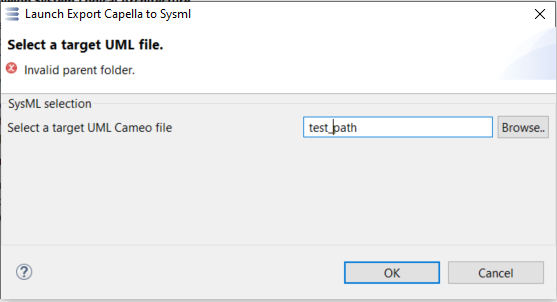 Launch Export Capella to Sysml
Select a target UML file.
Invalid parent folder.
SysML selection
Select a target UML Cameo file
test_path
Browse..
?
OK
Cancel